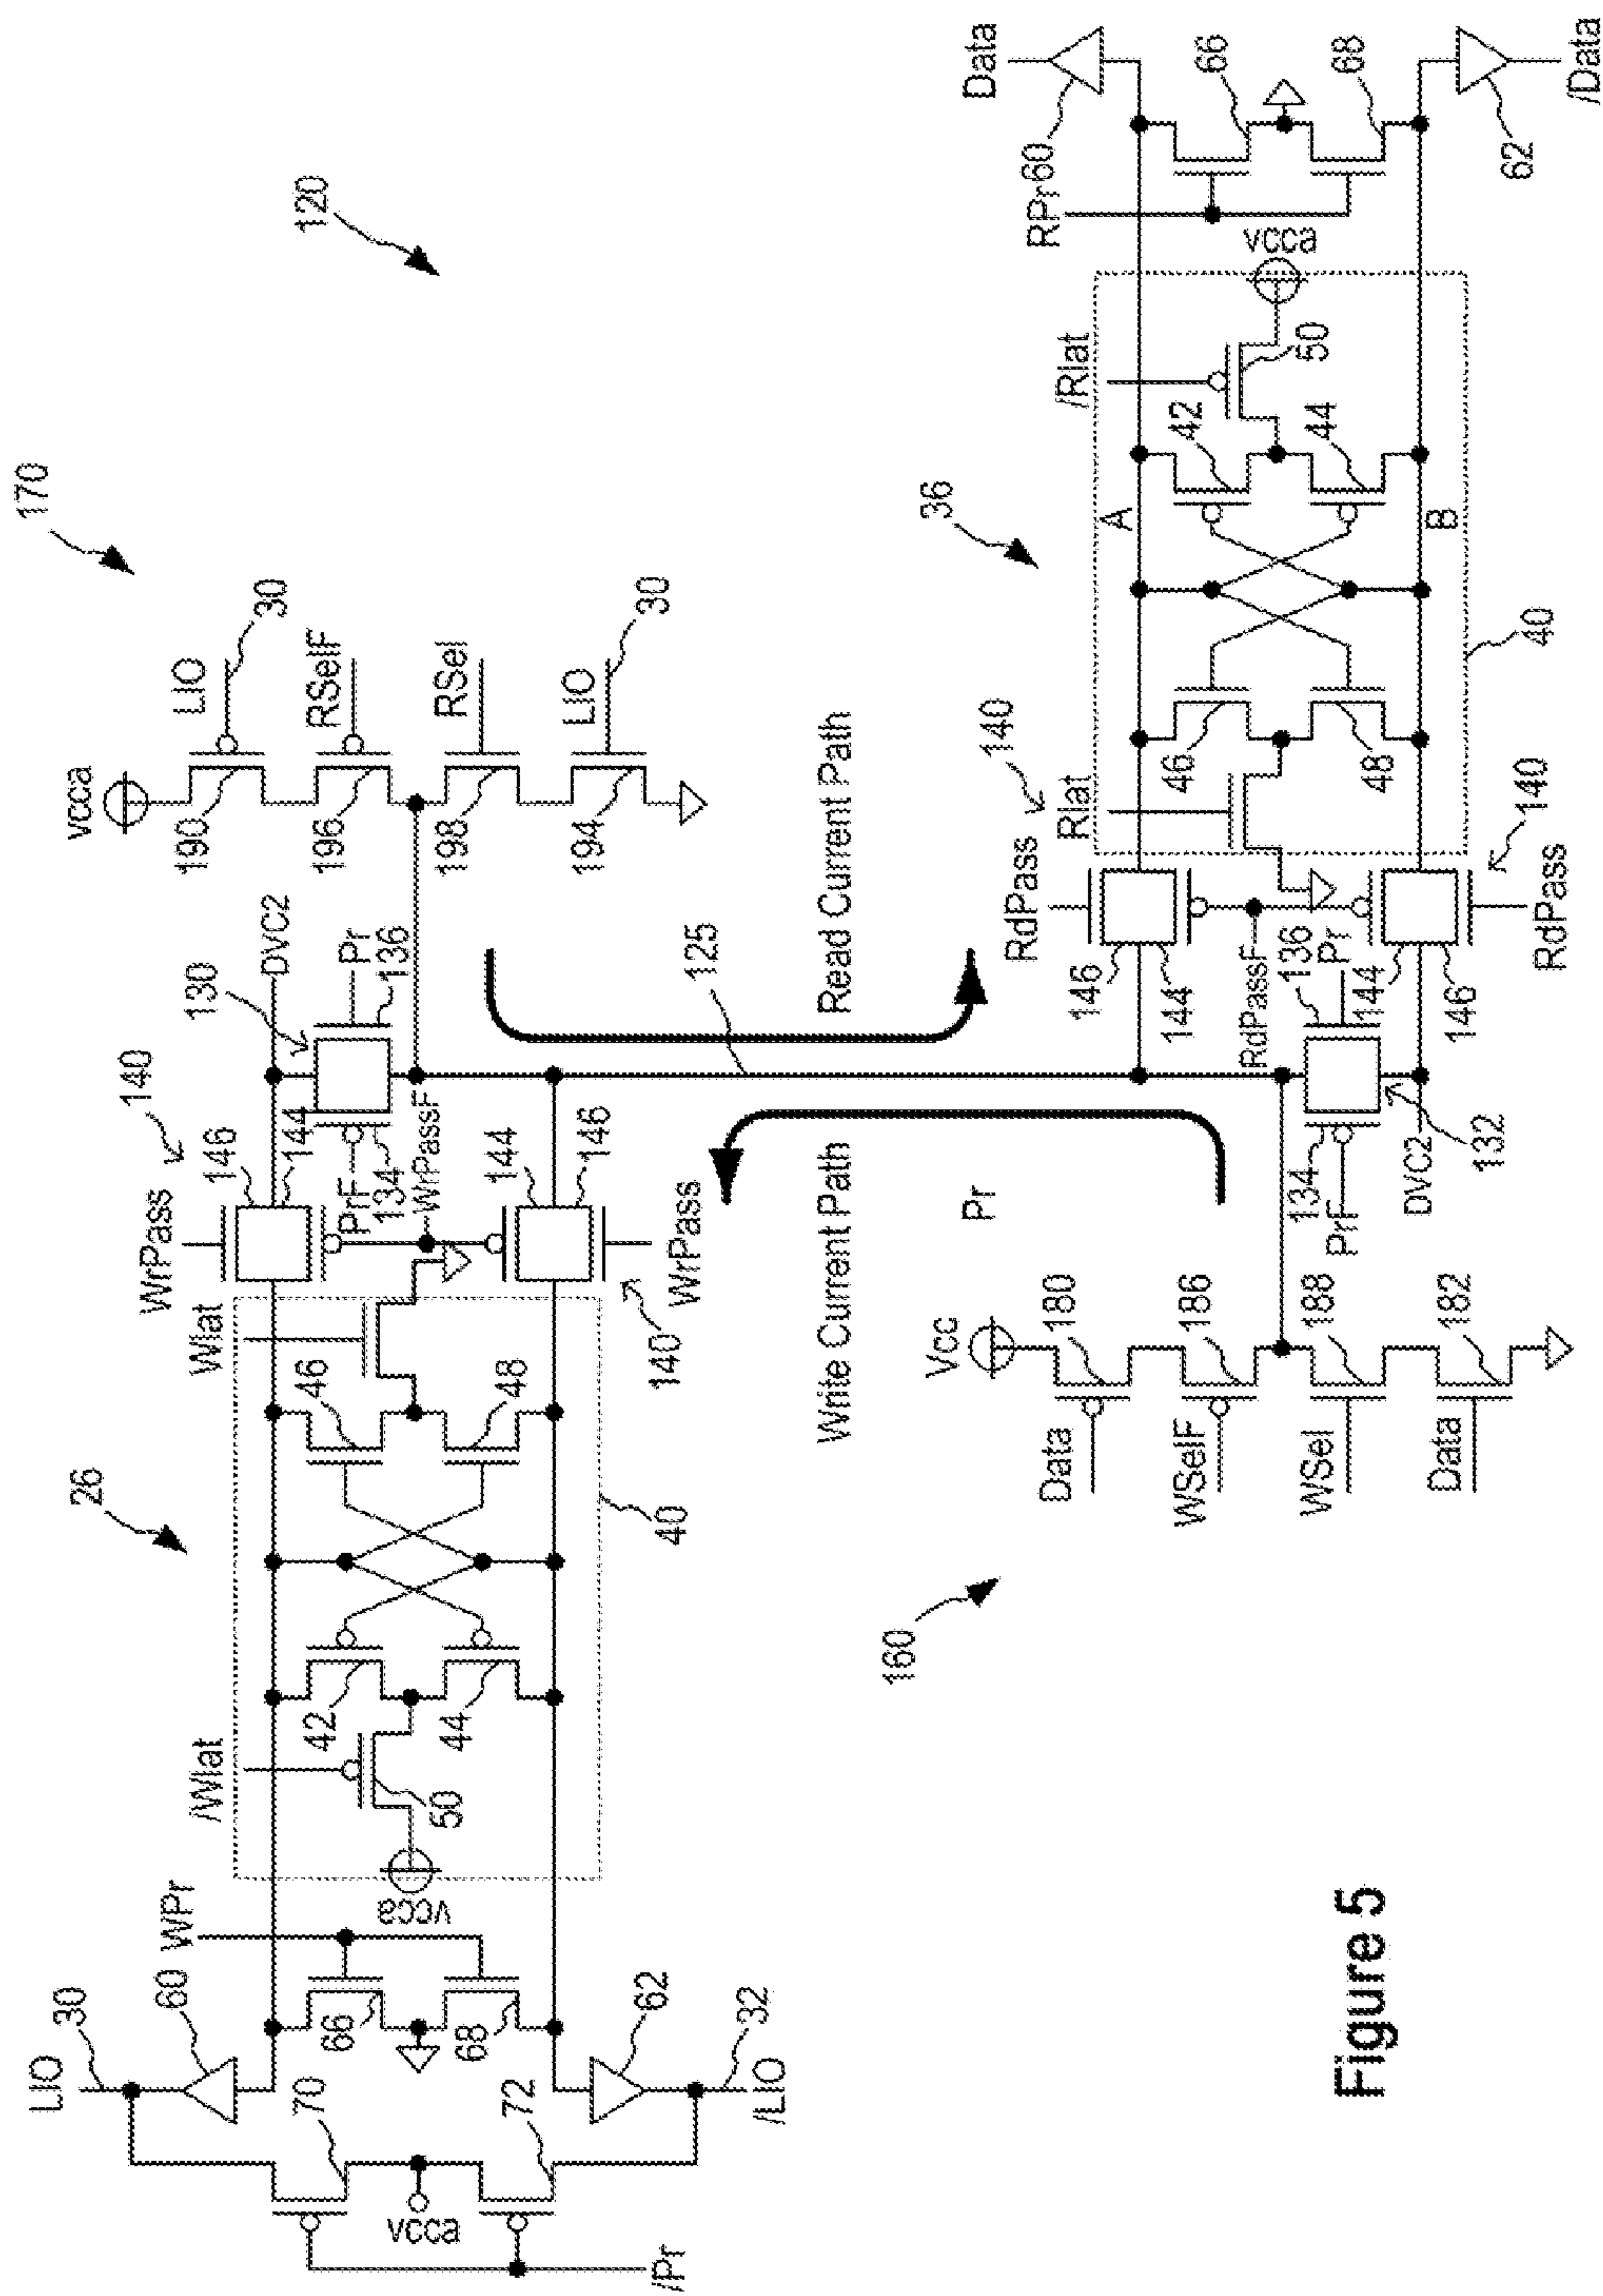 LIO
30
60
WPr
/Wlat
26
Wlat
WrPass
140
146
144
130
DVC2
Pr
136
PrF
134
WrPassF
144
146
WrPass
140
46
48
40
42
44
50
vcca
66
68
62
32
/LIO
70
72
vcca
/Pr
170
120
vcca
LIO
30
190
RSelF
196
RSel
198
LIO
30
194
Read Current Path
125
Write Current Path
Pr
160
Vcc
180
Data
186
WSelF
188
WSel
182
Data
PrF
134
DVC2
132
136
Pr
RdPassF
RdPass
146
144
140
Rlat
36
A
/Rlat
42
44
50
46
48
B
40
140
RdPass
144
146
vcca
RPr
60
Data
66
68
62
/Data
Figure 5